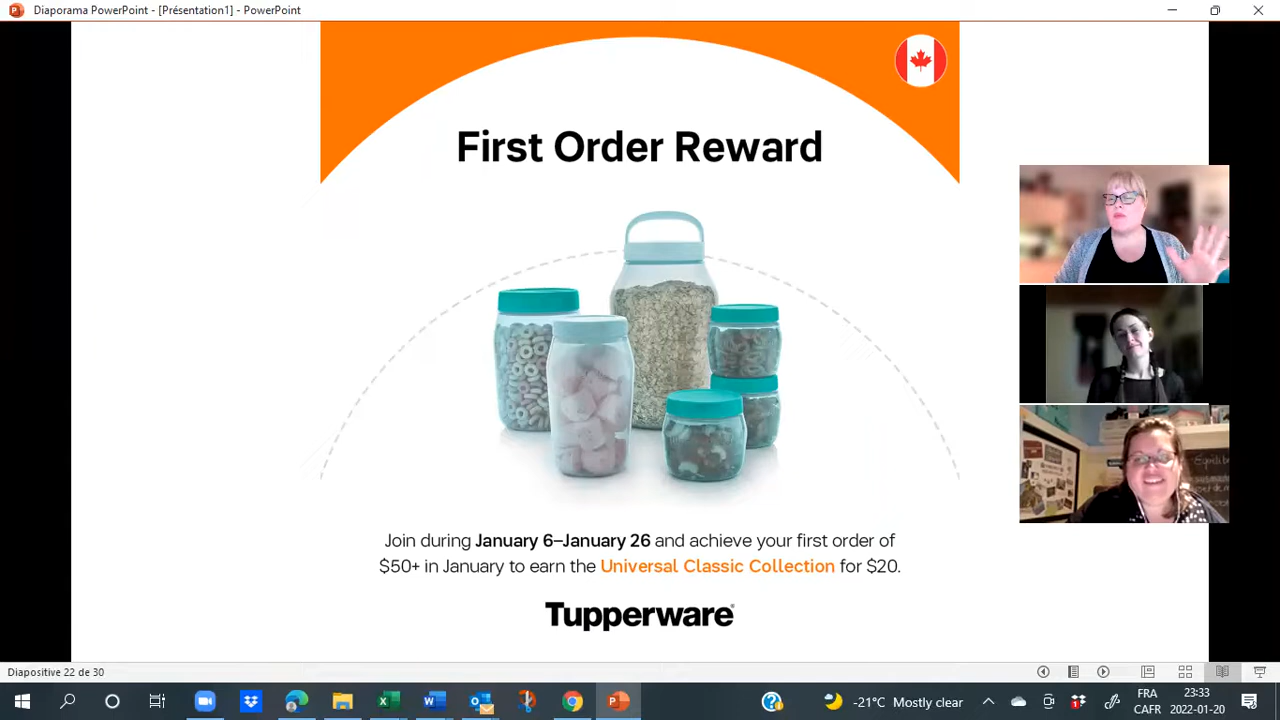 Diaporama PowerPoint - [Présentation1] - PowerPoint
First Order Reward
Join during January 6–January 26 and achieve your first order of
$50+ in January to earn the Universal Classic Collection for $20.
Tupperware®
Diapositive 22 de 30
-21°C Mostly clear
FRA
CAFR
23:33
2022-01-20